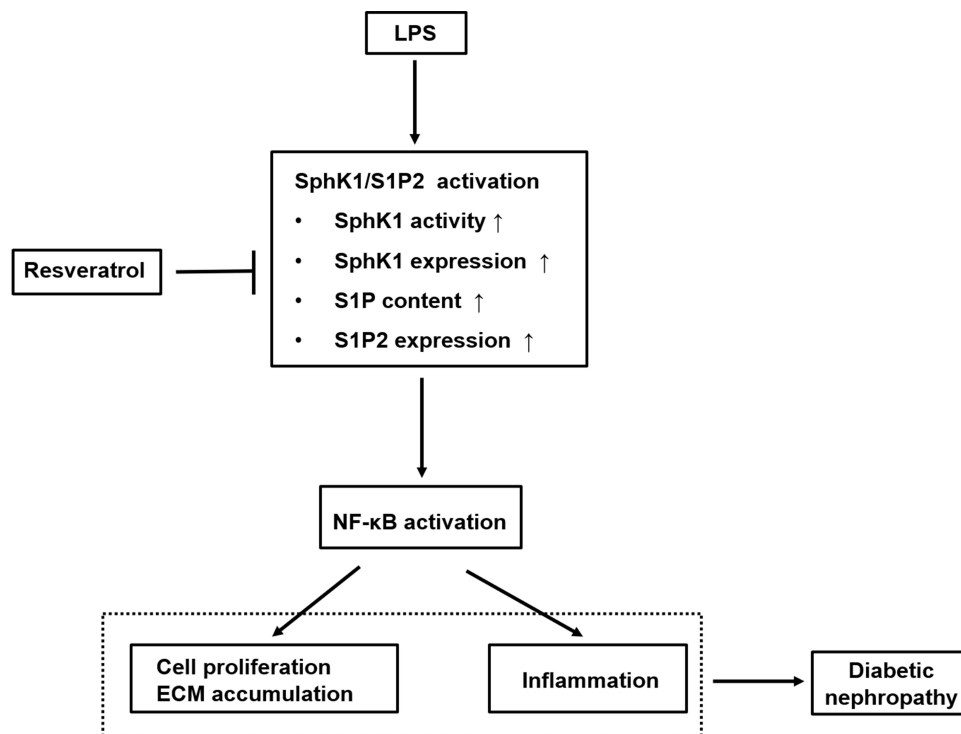 LPS
SphK1/S1P2 activation
• SphK1 activity ↑
• SphK1 expression ↑
• S1P content ↑
• S1P2 expression ↑
Resveratrol
NF-κB activation
Cell proliferation
ECM accumulation
Inflammation
Diabetic
nephropathy